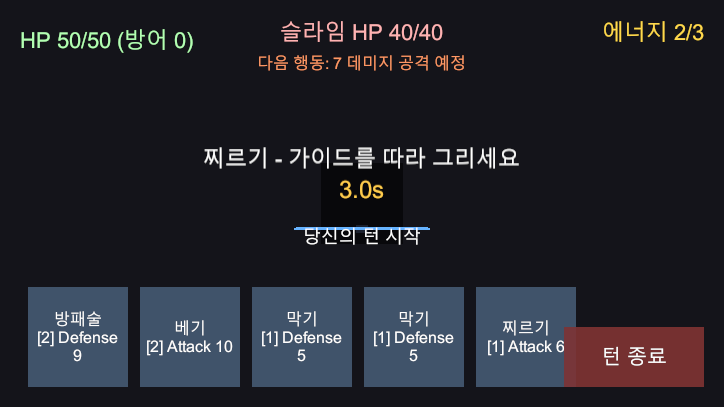 HP 50/50 (방어 0)
슬라임 HP 40/40
에너지 2/3
다음 행동: 7 데미지 공격 예정
찌르기 - 가이드를 따라 그리세요
3.0s
당신의 턴 시작
방패술
[2] Defense
9
베기
[2] Attack 10
막기
[1] Defense
5
막기
[1] Defense
5
찌르기
[1] Attack 6
턴 종료